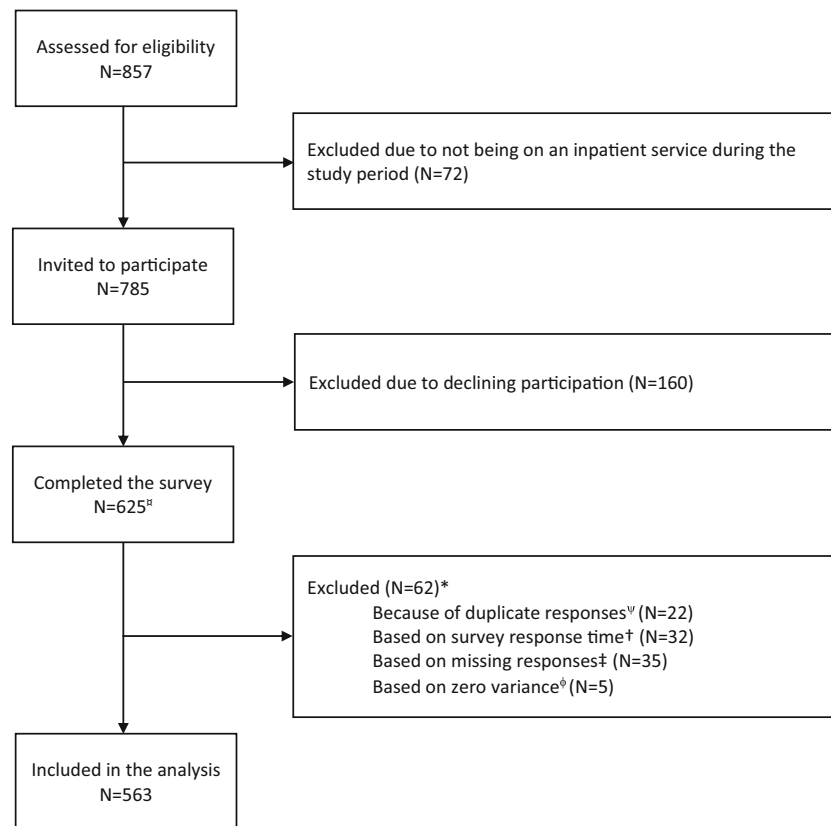 Assessed for eligibility
N=857
Excluded due to not being on an inpatient service during the
study period (N=72)
Invited to participate
N=785
Excluded due to declining participation (N=160)
Completed the survey
N=625¤
Excluded (N=62)*
Because of duplicate responsesᴪ (N=22)
Based on survey response time† (N=32)
Based on missing responses‡ (N=35)
Based on zero varianceᶲ (N=5)
Included in the analysis
N=563